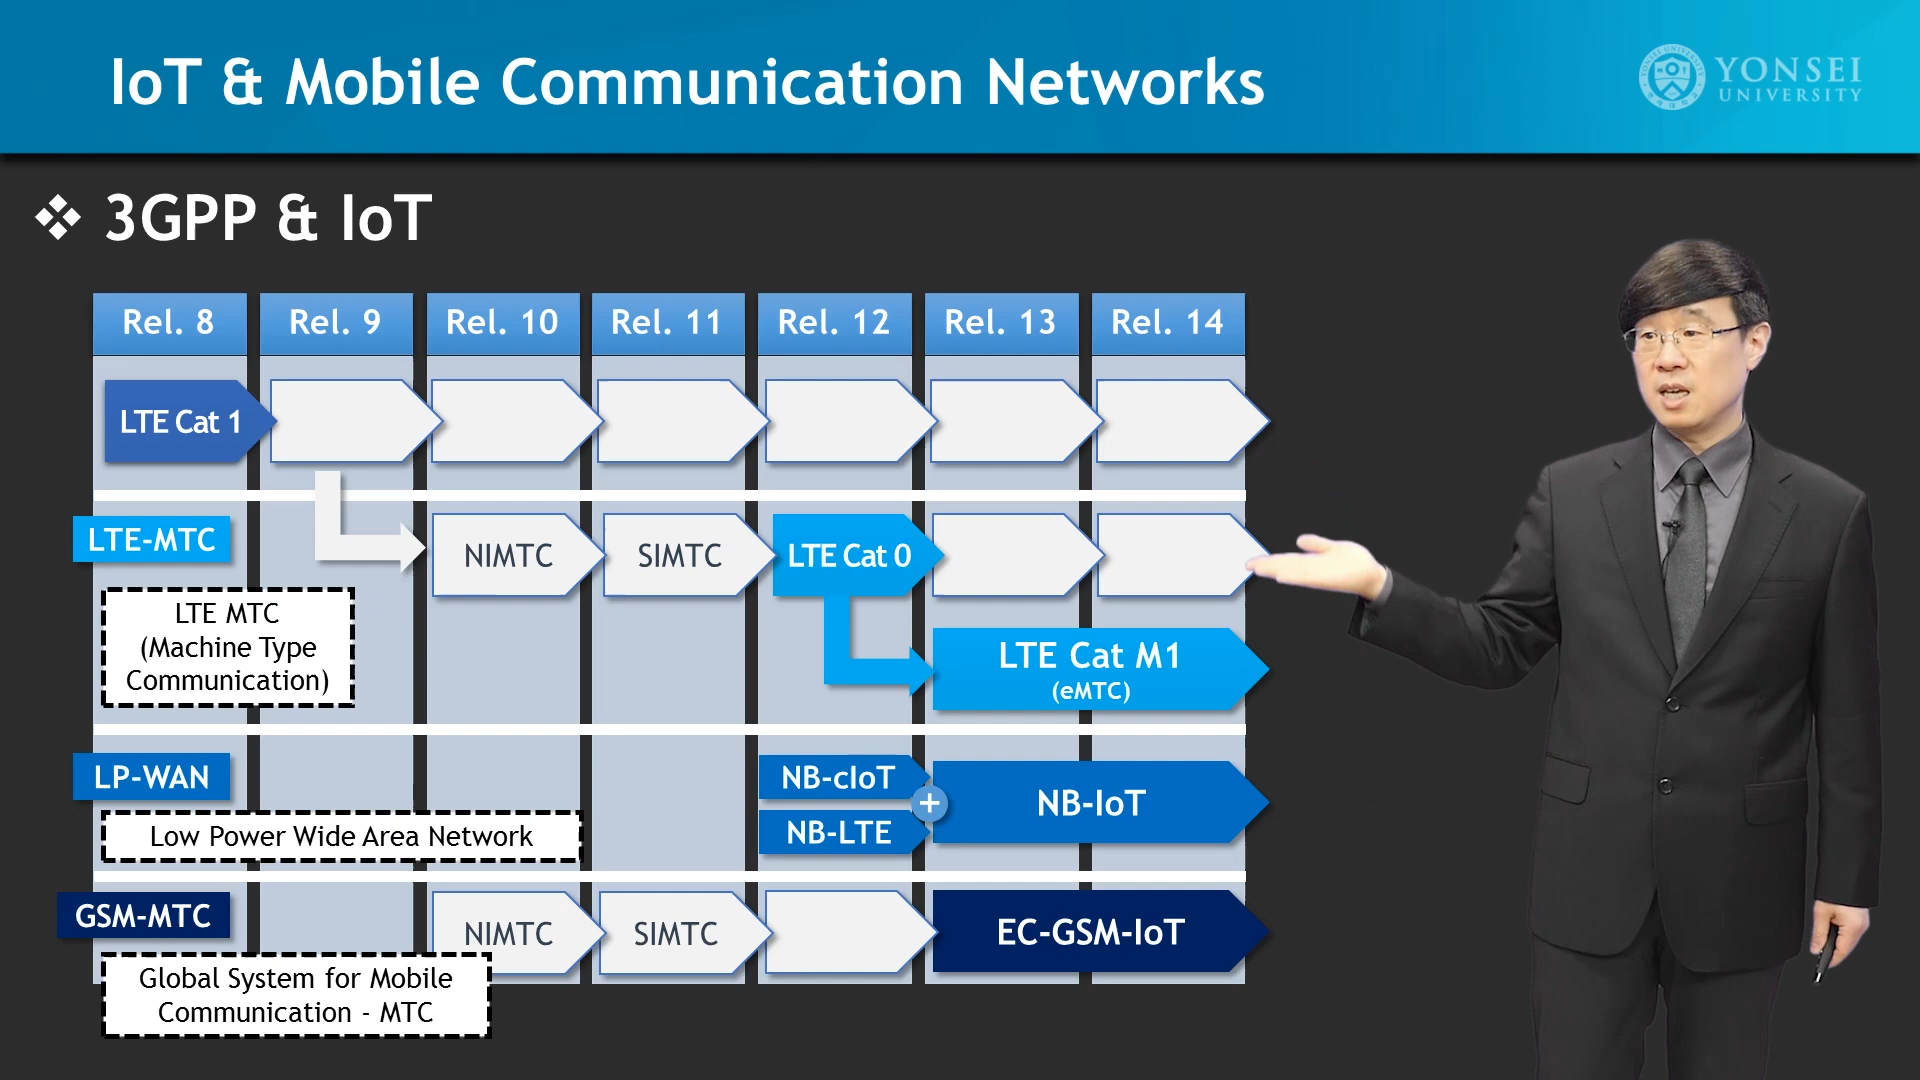 IoT & Mobile Communication Networks
YONSEI
UNIVERSITY
3GPP & IoT
Rel. 8
Rel. 9
Rel. 10
Rel. 11
Rel. 12
Rel. 13
Rel. 14
LTE Cat 1
LTE-MTC
NIMTC
SIMTC
LTE Cat 0
LTE MTC
(Machine Type
Communication)
LTE Cat M1
(eMTC)
LP-WAN
NB-cIoT
+
NB-IoT
NB-LTE
Low Power Wide Area Network
GSM-MTC
NIMTC
SIMTC
EC-GSM-IoT
Global System for Mobile
Communication - MTC